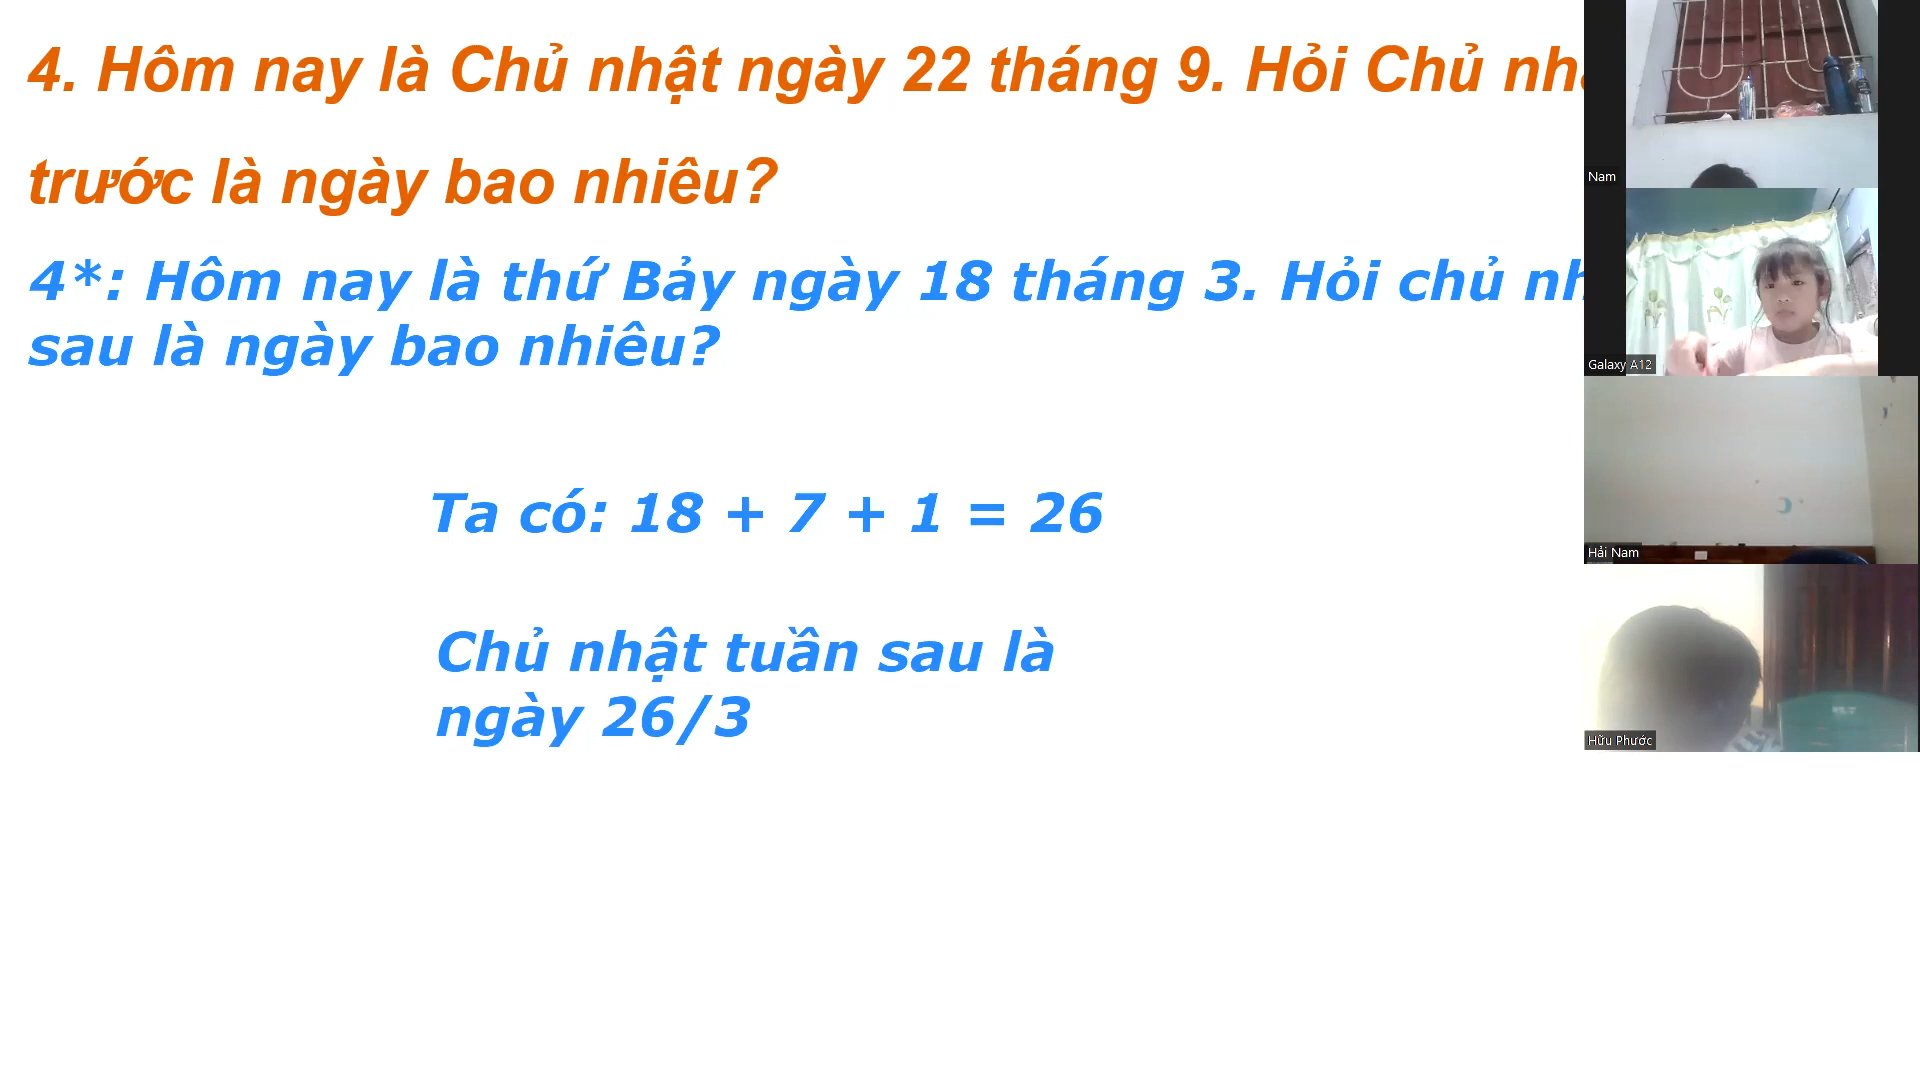 4. Hôm nay là Chủ nhật ngày 22 tháng 9. Hỏi Chủ
trước là ngày bao nhiêu?
4*: Hôm nay là thứ Bảy ngày 18 tháng 3. Hỏi chủ
sau là ngày bao nhiêu?
Ta có: 18 + 7 + 1 = 26
Chủ nhật tuần sau là
ngày 26/3
Nam
Galaxy A12
Hải Nam
Hữu Phước